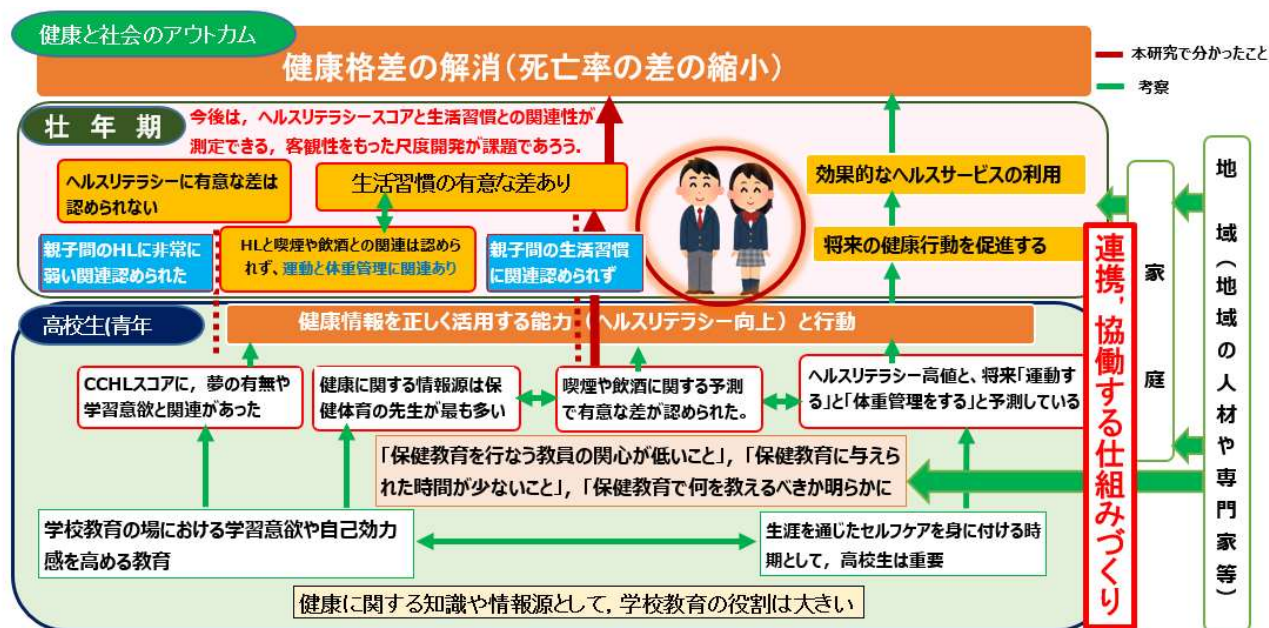 健康と社会のアウトカム
健康格差の解消(死亡率の差の縮小)
本研究で分かったこと
考察
壮年期
今後は,ヘルスリテラシースコアと生活習慣との関連性が
測定できる,客観性をもった尺度開発が課題であろう.
ヘルスリテラシーに有意な差は
認められない
生活習慣の有意な差あり
効果的なヘルスサービスの利用
親子間のHLに非常に
弱い関連認められた
HLと喫煙や飲酒との関連は認めら
れず、運動と体重管理に関連あり
親子間の生活習慣
に関連認められず
将来の健康行動を促進する
高校生(青年
健康情報を正しく活用する能力(ヘルスリテラシー向上)と行動
CCHLスコアに,夢の有無や
学習意欲と関連があった
健康に関する情報源は保
健体育の先生が最も多い
喫煙や飲酒に関する予測
で有意な差が認められた。
ヘルスリテラシー高値と、将来「運動す
る」と「体重管理をする」と予測している
「保健教育を行なう教員の関心が低いこと」,「保健教育に与えら
れた時間が少ないこと」,「保健教育で何を教えるべきか明らかに
学校教育の場における学習意欲や自己効力
感を高める教育
生涯を通じたセルフケアを身に付ける時
期として,高校生は重要
健康に関する知識や情報源として,学校教育の役割は大きい
連携,協働する仕組みづくり
家庭
地域(地域の人材や専門家等)